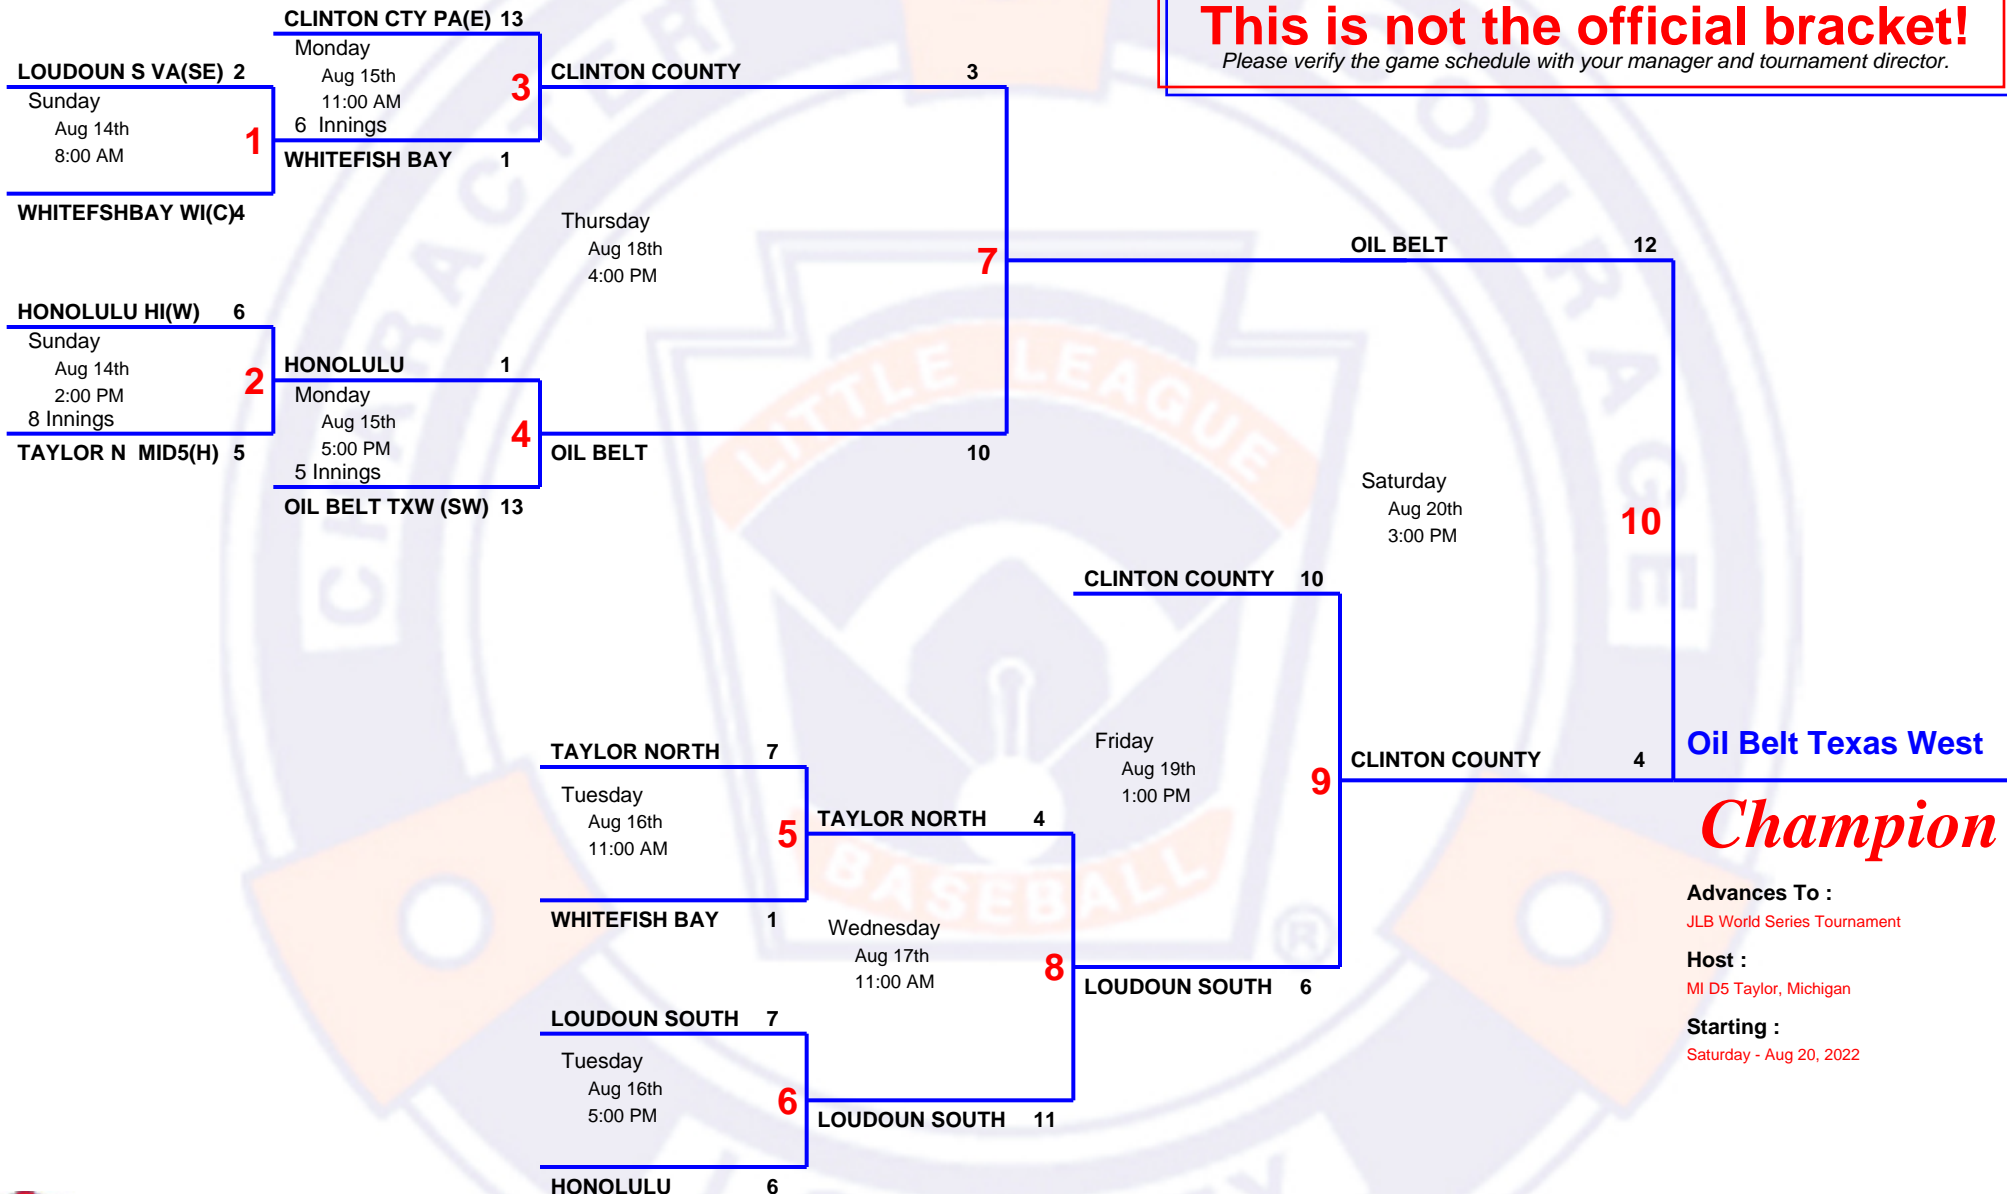 This is not the official bracket!
Please verify the game schedule with your manager and tournament director.
CLINTON CTY PA(E) 13
Monday
Aug 15th
11:00 AM
6 Innings
3
WHITEFISH BAY 1
LOUDOUN S VA(SE) 2
Sunday
Aug 14th
8:00 AM
1
WHITEFSHBAY WI(C)4
CLINTON COUNTY 3
Thursday
Aug 18th
4:00 PM
7
HONOLULU HI(W) 6
Sunday
Aug 14th
2:00 PM
8 Innings
2
TAYLOR N MID5(H) 5
HONOLULU 1
Monday
Aug 15th
5:00 PM
5 Innings
4
OIL BELT TXW (SW) 13
OIL BELT 10
OIL BELT 12
Saturday
Aug 20th
3:00 PM
10
CLINTON COUNTY 10
Friday
Aug 19th
1:00 PM
9
CLINTON COUNTY 4
TAYLOR NORTH 7
Tuesday
Aug 16th
11:00 AM
5
WHITEFISH BAY 1
TAYLOR NORTH 4
Wednesday
Aug 17th
11:00 AM
8
LOUDOUN SOUTH 6
LOUDOUN SOUTH 7
Tuesday
Aug 16th
5:00 PM
6
LOUDOUN SOUTH 11
HONOLULU 6
Oil Belt Texas West
Champion
Advances To :
JLB World Series Tournament
Host :
MI D5 Taylor, Michigan
Starting :
Saturday - Aug 20, 2022
CHARACTER
COURAGE
LITTLE LEAGUE
BASEBALL
®